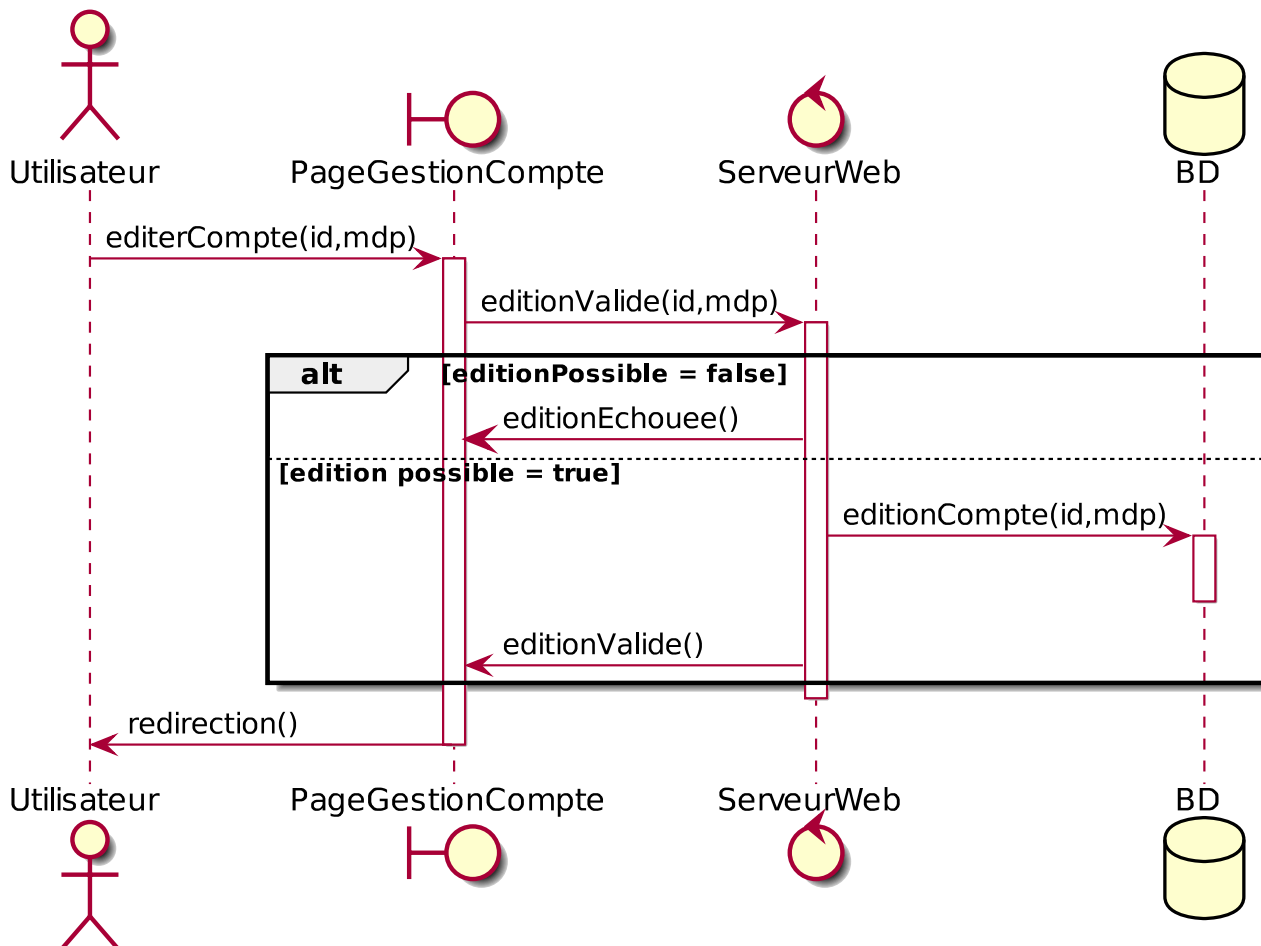 Utilisateur
PageGestionCompte
ServeurWeb
BD
editerCompte(id,mdp)
editionValide(id,mdp)
alt
[editionPossible = false]
editionEchouee()
[edition possible = true]
editionCompte(id,mdp)
editionValide()
redirection()
Utilisateur
PageGestionCompte
ServeurWeb
BD